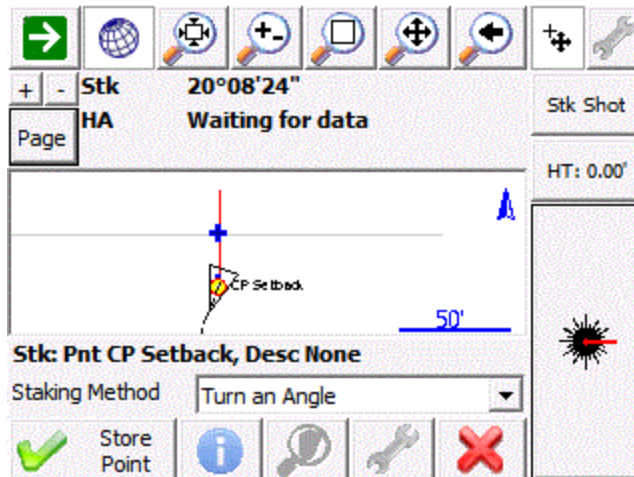 + - Stk 20°08'24"
Page HA Waiting for data
Stk Shot
HT: 0.00'
CP Setback
50'
Stk: Pnt CP Setback, Desc None
Staking Method Turn an Angle
Store
Point